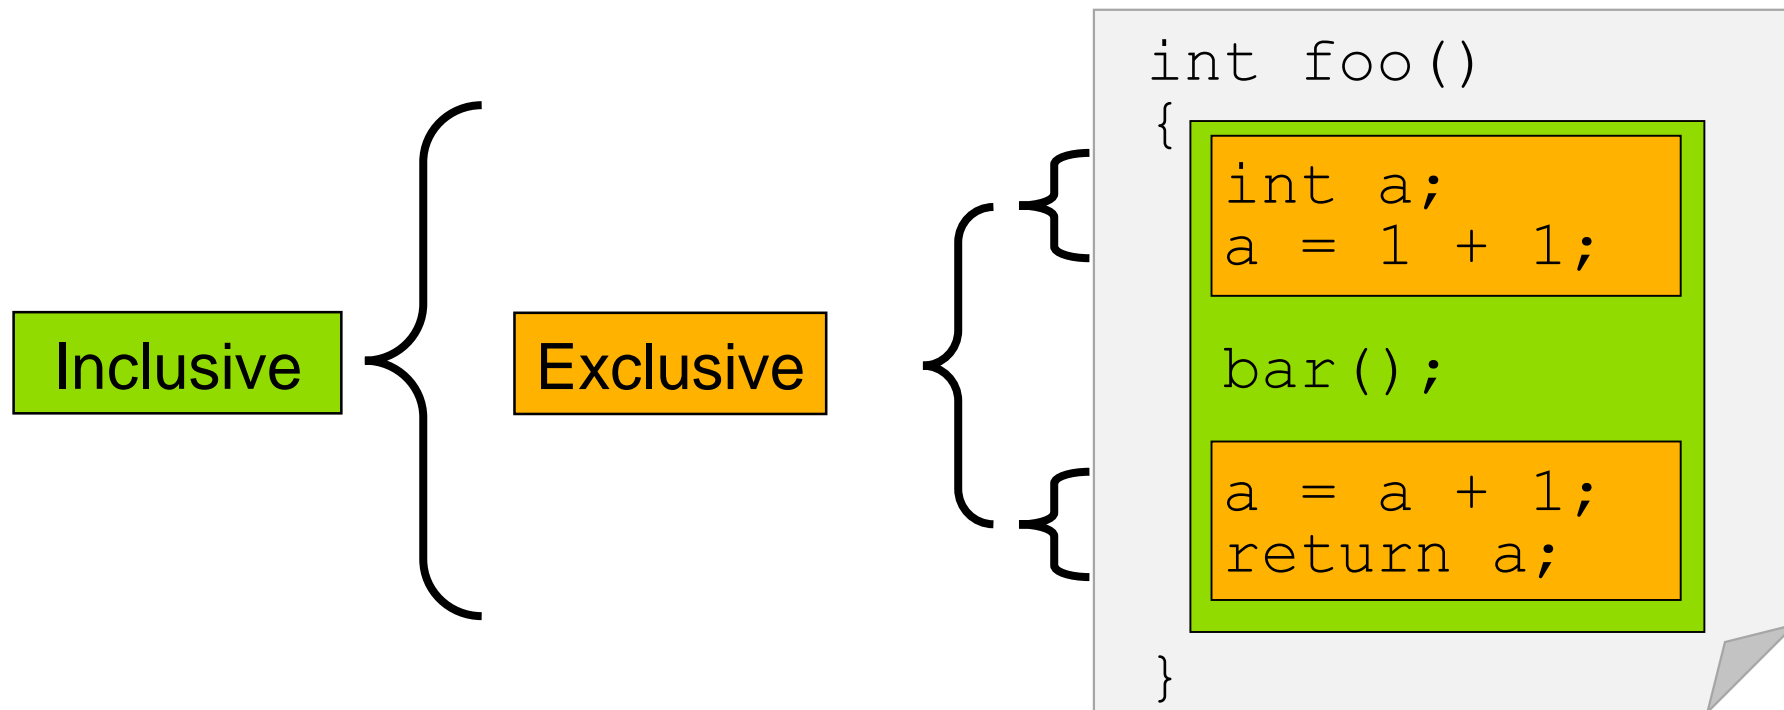 Inclusive
Exclusive
int foo()
{
int a;
a = 1 + 1;
bar();
a = a + 1;
return a;
}